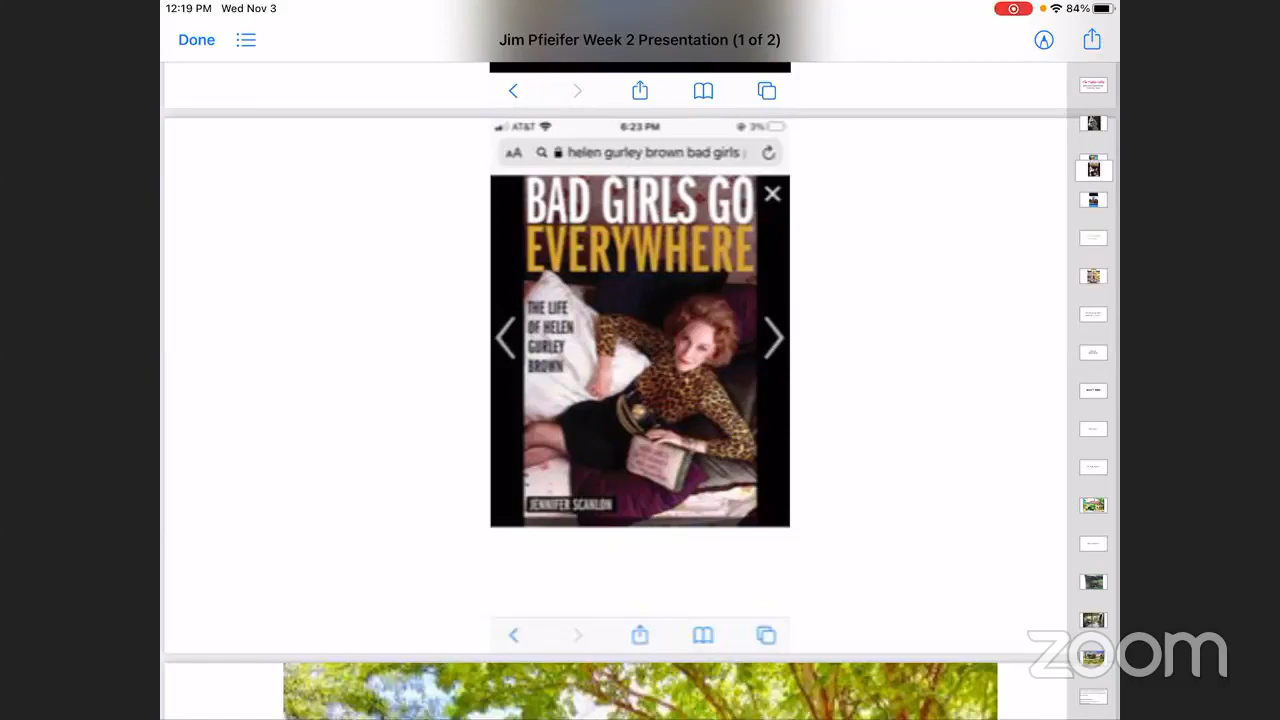 12:19 PM Wed Nov 3
84%
Done
Jim Pfieifer Week 2 Presentation (1 of 2)
AT&T
6:23 PM
3%
AA
helen gurley brown bad girls
BAD GIRLS GO
EVERYWHERE
THE LIFE
OF HELEN
GURLEY
BROWN
JENNIFER SCANLON
zoom